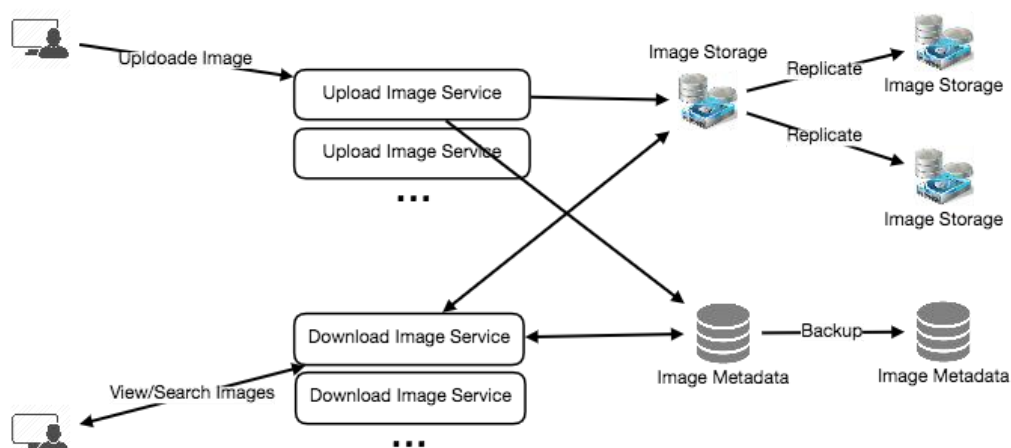 Upldoade Image
Upload Image Service
Upload Image Service
...
Image Storage
Replicate
Image Storage
Replicate
Image Storage
Download Image Service
Download Image Service
...
View/Search Images
Image Metadata
Backup
Image Metadata